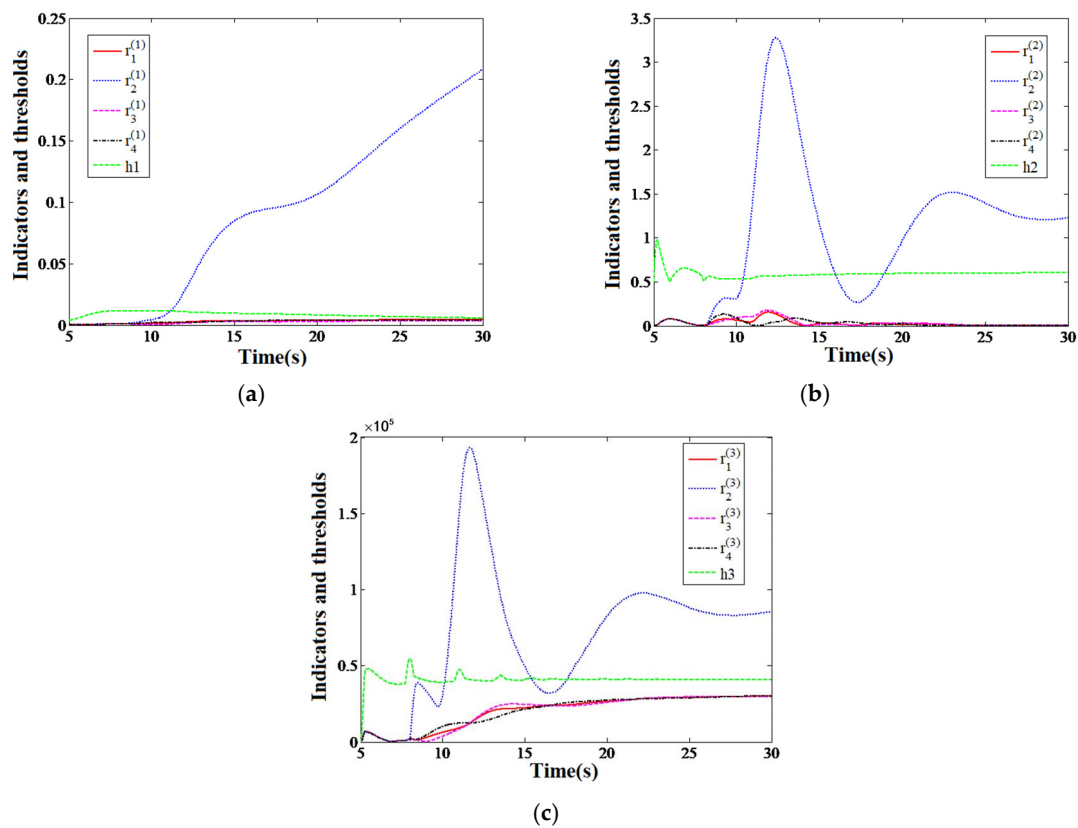 0.25
0.2
0.15
0.1
0.05
0
5 10 15 20 25 30
Indicators and thresholds
Time(s)
r₁⁽¹⁾
r₂⁽¹⁾
r₃⁽¹⁾
r₄⁽¹⁾
h1
(a)
3.5
3
2.5
2
1.5
1
0.5
0
5 10 15 20 25 30
Indicators and thresholds
Time(s)
r₁⁽²⁾
r₂⁽²⁾
r₃⁽²⁾
r₄⁽²⁾
h2
(b)
×10⁵
2
1.5
1
0.5
0
5 10 15 20 25 30
Indicators and thresholds
Time(s)
r₁⁽³⁾
r₂⁽³⁾
r₃⁽³⁾
r₄⁽³⁾
h3
(c)